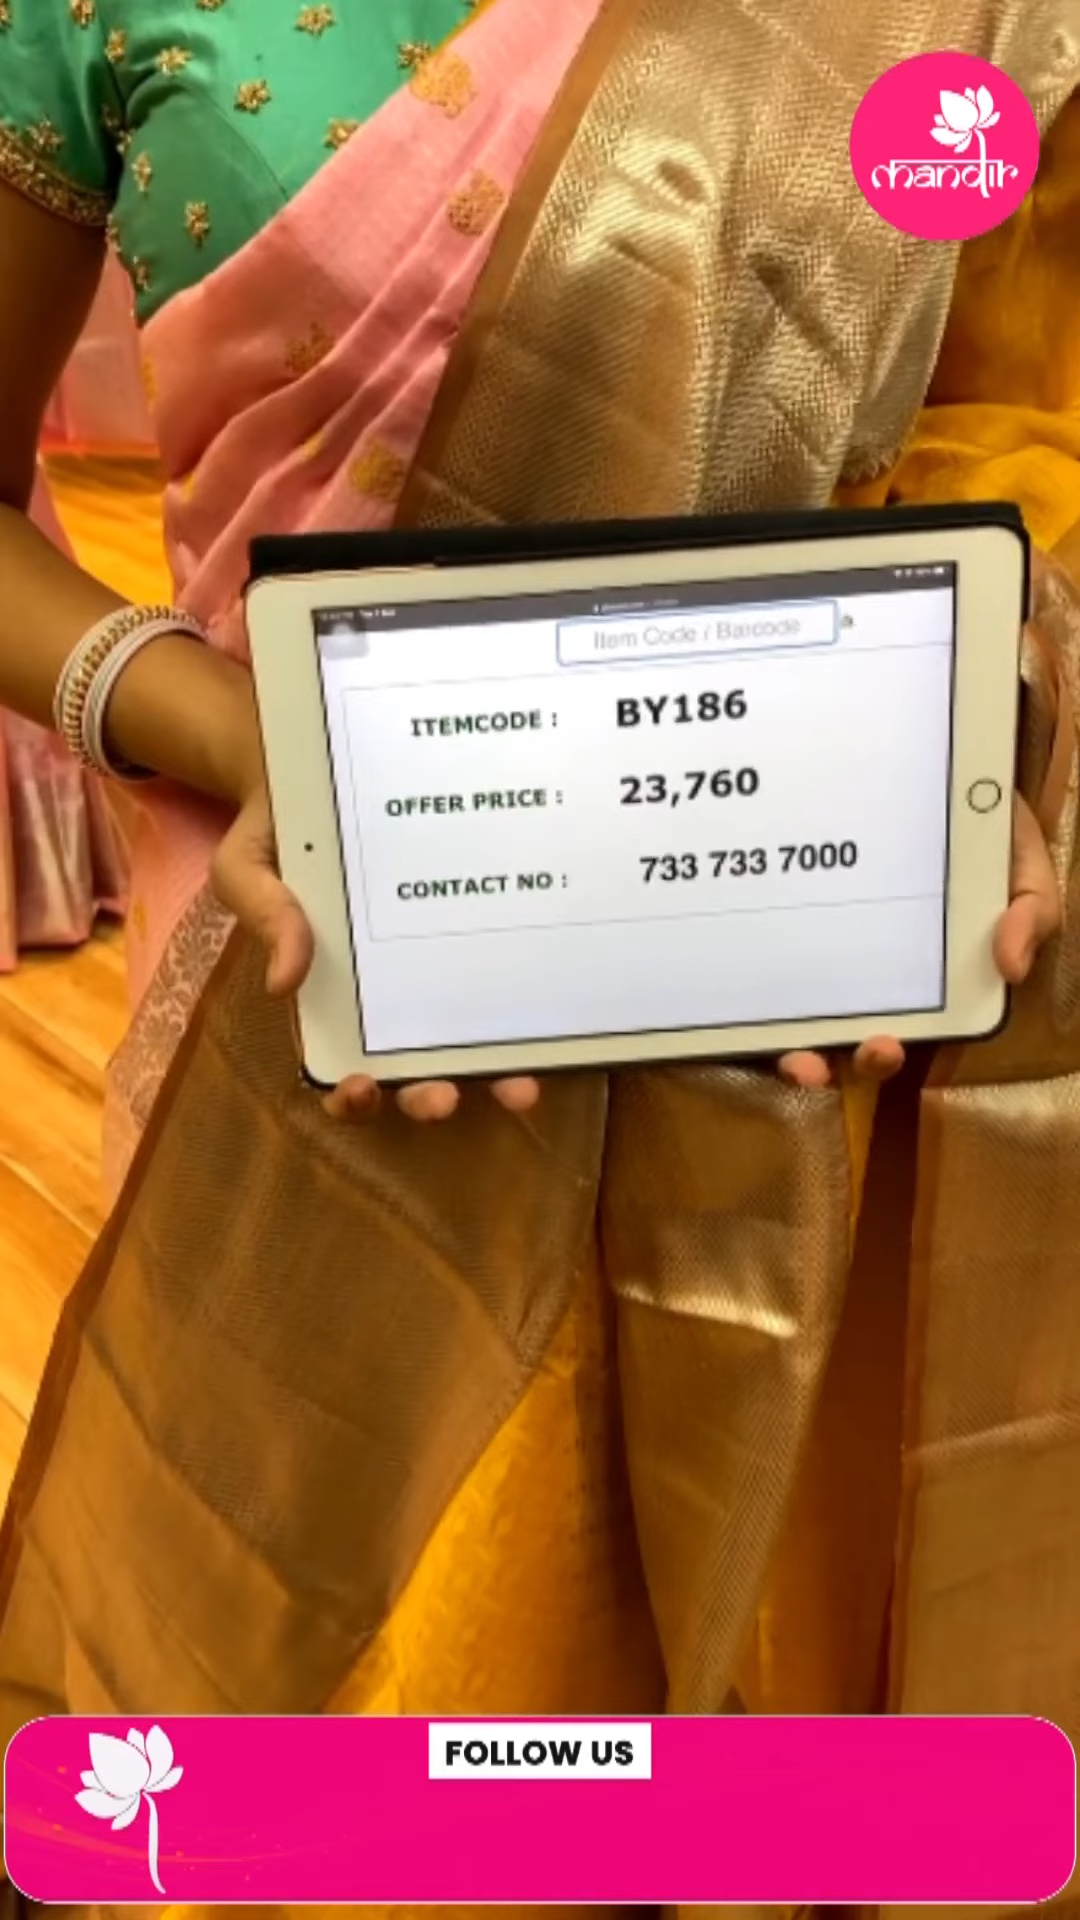 mandir
Item Code / Barcode
ITEMCODE : BY186
OFFER PRICE : 23,760
CONTACT NO : 733 733 7000
FOLLOW US